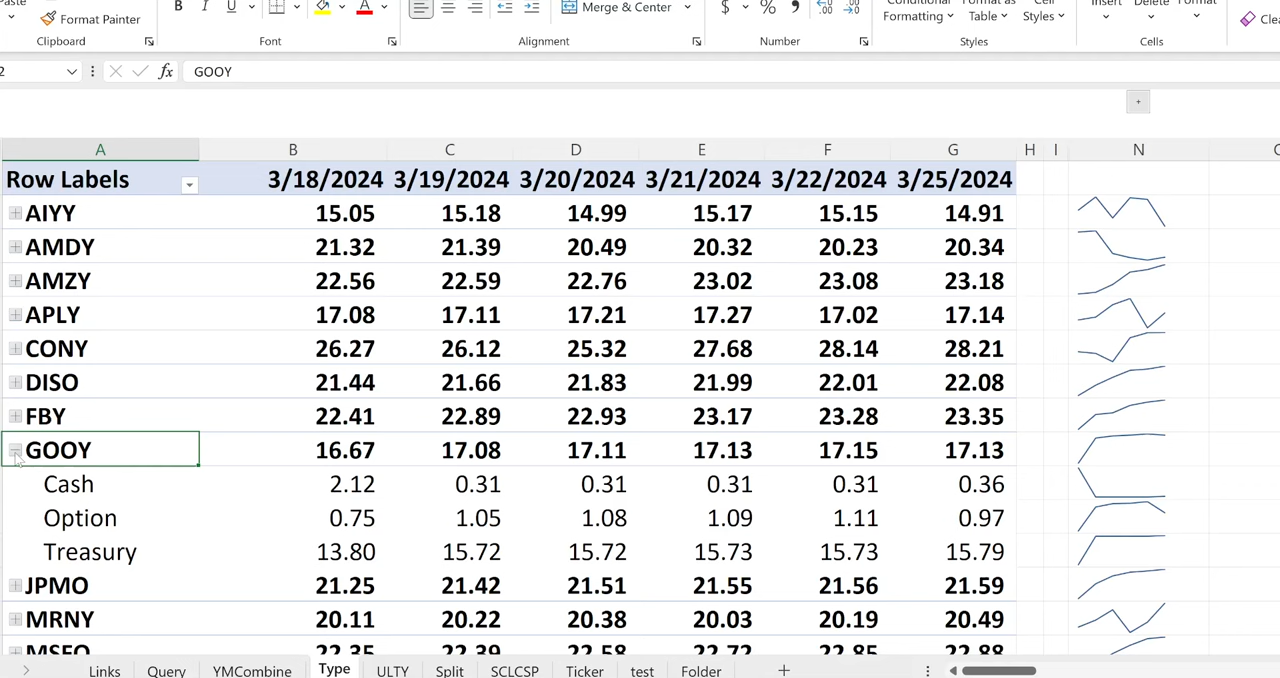 Paste
Format Painter
B I U
Merge & Center
$ % 9
Conditional Formatting
Format as Table
Cell Styles
Insert
Delete
Format
Clipboard
Font
Alignment
Number
Styles
Cells
2
fx
GOOY
+
A B C D E F G H I N
Row Labels 3/18/2024 3/19/2024 3/20/2024 3/21/2024 3/22/2024 3/25/2024
AIYY 15.05 15.18 14.99 15.17 15.15 14.91
AMDY 21.32 21.39 20.49 20.32 20.23 20.34
AMZY 22.56 22.59 22.76 23.02 23.08 23.18
APLY 17.08 17.11 17.21 17.27 17.02 17.14
CONY 26.27 26.12 25.32 27.68 28.14 28.21
DISO 21.44 21.66 21.83 21.99 22.01 22.08
FBY 22.41 22.89 22.93 23.17 23.28 23.35
GOOY 16.67 17.08 17.11 17.13 17.15 17.13
Cash 2.12 0.31 0.31 0.31 0.31 0.36
Option 0.75 1.05 1.08 1.09 1.11 0.97
Treasury 13.80 15.72 15.72 15.73 15.73 15.79
JPMO 21.25 21.42 21.51 21.55 21.56 21.59
MRNY 20.11 20.22 20.38 20.03 20.19 20.49
MSFO 22.35 22.39 22.58 22.72 22.85 22.88
Links Query YMCombine Type ULTY Split SCLCSP Ticker test Folder +